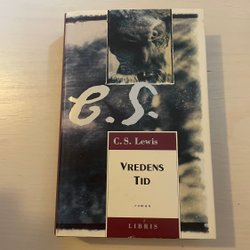 C.S.
C. S. Lewis
VREDENS
TID
roman
LIBRIS